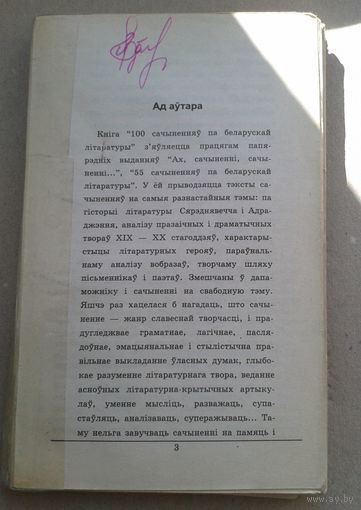 Ад аўтара
Кніга “100 сачыненняў па беларускай
літаратуры” з’яўляецца працягам папя-
рэдніх выданняў “Ах, сачыненні, сачы-
ненні...”, “55 сачыненняў па беларускай
літаратуры”. У ёй прыводзяцца тэксты са-
чыненняў на самыя разнастайныя тэмы: па
гісторыі літаратуры Сярэднявечча і Адра-
джэння, аналізу празаічных і драматычных
твораў XIX — XX стагоддзяў, характары-
стыцы літаратурных герояў, параўналь-
наму аналізу вобразаў, творчаму шляху
пісьменнікаў і паэтаў. Змешчаны ў дапа-
можніку і сачыненні на свабодную тэму.
Яшчэ раз хацелася б нагадаць, што сачы-
ненне — жанр славеснай творчасці, і пра-
дугледжвае граматнае, лагічнае, пасля-
доўнае, эмацыянальнае і стылістычна пра-
вільнае выкладанне ўласных думак, глыбо-
кае разуменне літаратурнага твора, веданне
асноўных літаратурна-крытычных артыку-
лаў, уменне мысліць, разважаць, супа-
стаўляць, аналізаваць, суперажываць... Та-
му нельга завучваць сачыненні на памяць і
3
ay.by